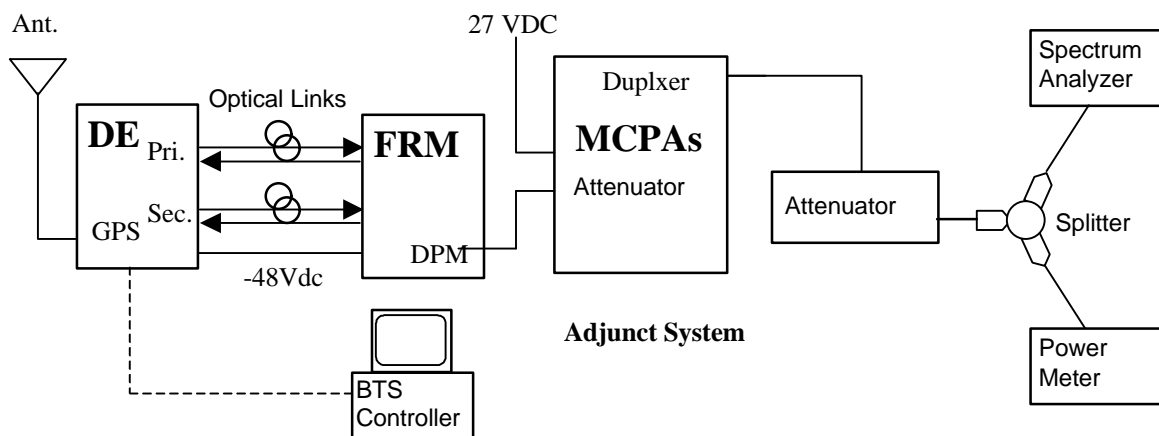 Ant.
27 VDC
Spectrum
Analyzer
Duplxer
Optical Links
DE
FRM
MCPAs
Pri.
Attenuator
Sec.
Attenuator
Splitter
GPS
DPM
-48Vdc
Adjunct System
Power
Meter
BTS
Controller